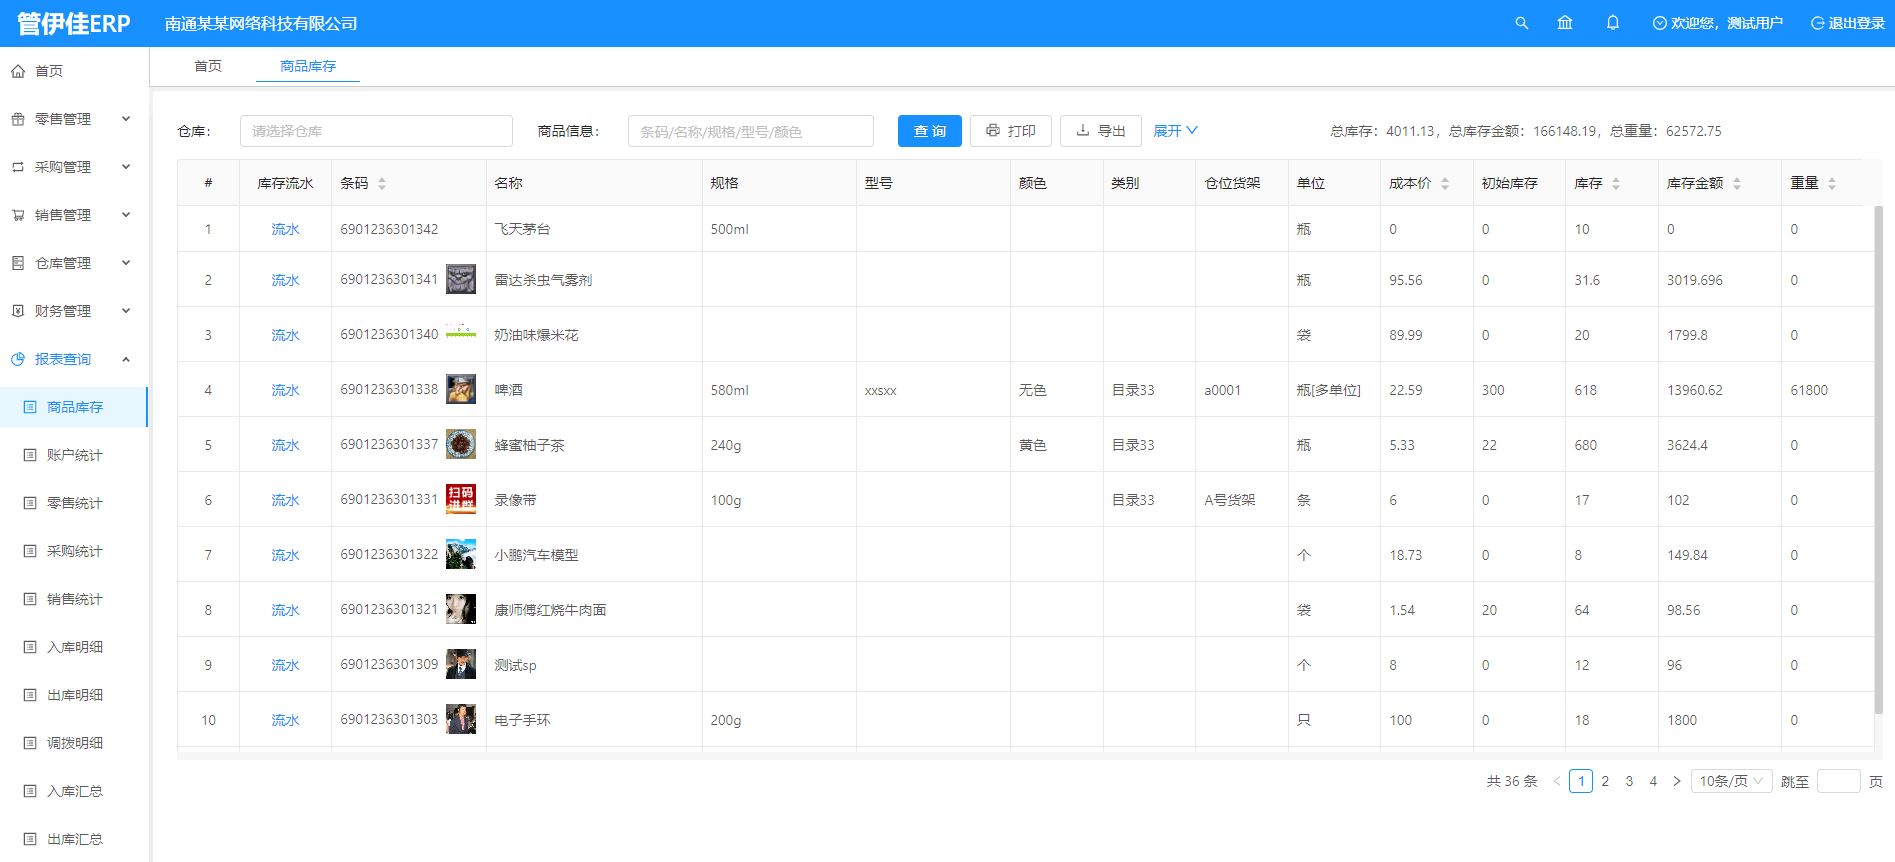 管伊佳ERP 南通某某网络科技有限公司 欢迎您，测试用户 退出登录
首页 商品库存
首页
零售管理
采购管理
销售管理
仓库管理
财务管理
报表查询
商品库存
账户统计
零售统计
采购统计
销售统计
入库明细
出库明细
调拨明细
入库汇总
出库汇总
仓库： 请选择仓库 商品信息： 条码/名称/规格/型号/颜色 查 询 打印 导出 展开 总库存：4011.13，总库存金额：166148.19，总重量：62572.75
# 库存流水 条码 名称 规格 型号 颜色 类别 仓位货架 单位 成本价 初始库存 库存 库存金额 重量
1 流水 6901236301342 飞天茅台 500ml 瓶 0 0 10 0 0
2 流水 6901236301341 雷达杀虫气雾剂 瓶 95.56 0 31.6 3019.696 0
3 流水 6901236301340 奶油味爆米花 袋 89.99 0 20 1799.8 0
4 流水 6901236301338 啤酒 580ml xxsxx 无色 目录33 a0001 瓶[多单位] 22.59 300 618 13960.62 61800
5 流水 6901236301337 蜂蜜柚子茶 240g 黄色 目录33 瓶 5.33 22 680 3624.4 0
6 流水 6901236301331 扫码 录像带 100g 目录33 A号货架 条 6 0 17 102 0
7 流水 6901236301322 小鹏汽车模型 个 18.73 0 8 149.84 0
8 流水 6901236301321 康师傅红烧牛肉面 袋 1.54 20 64 98.56 0
9 流水 6901236301309 测试sp 个 8 0 12 96 0
10 流水 6901236301303 电子手环 200g 只 100 0 18 1800 0
共 36 条 < 1 2 3 4 > 10条/页 跳至 页